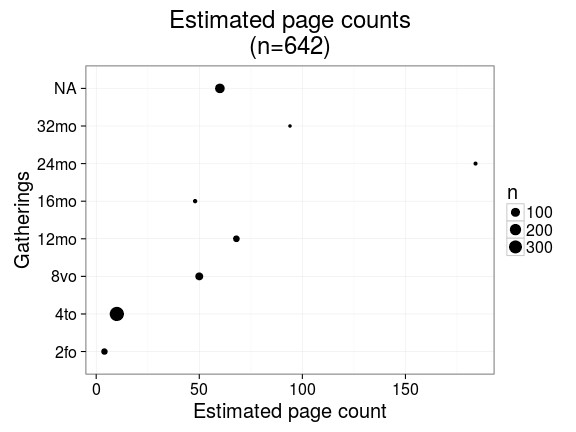 Estimated page counts
(n=642)
Gatherings
NA
32mo
24mo
16mo
12mo
8vo
4to
2fo
0
50
100
150
Estimated page count
n
100
200
300